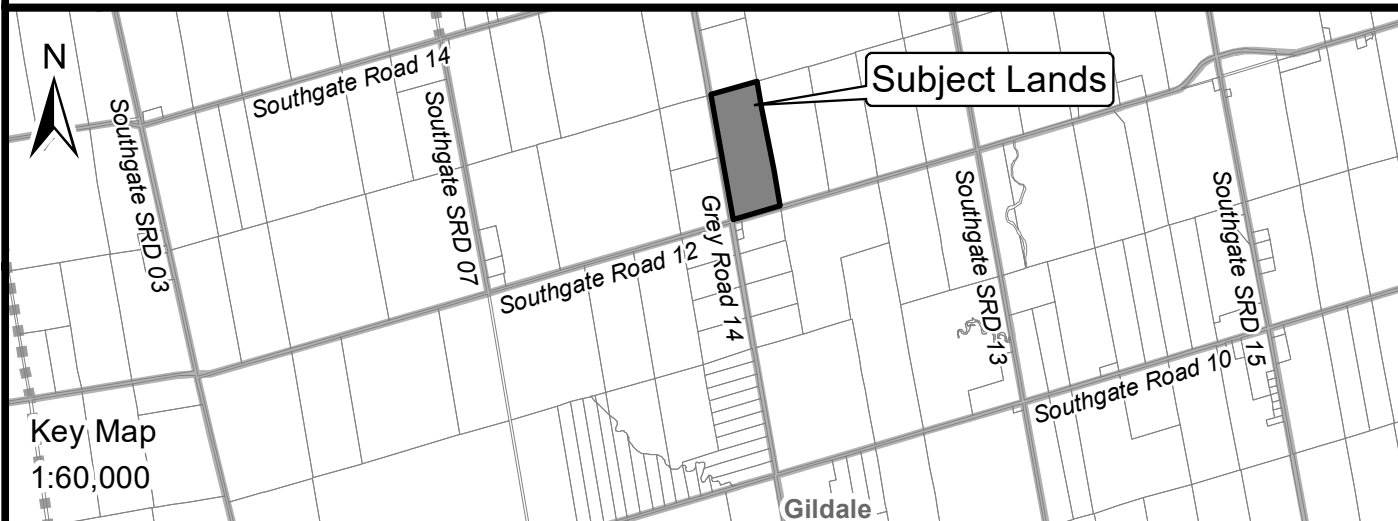 N
Southgate Road 14
Subject Lands
Southgate SRD 03
Southgate SRD 07
Grey Road 14
Southgate SRD 13
Southgate SRD 15
Southgate Road 12
Southgate Road 10
Key Map
1:60,000
Gildale